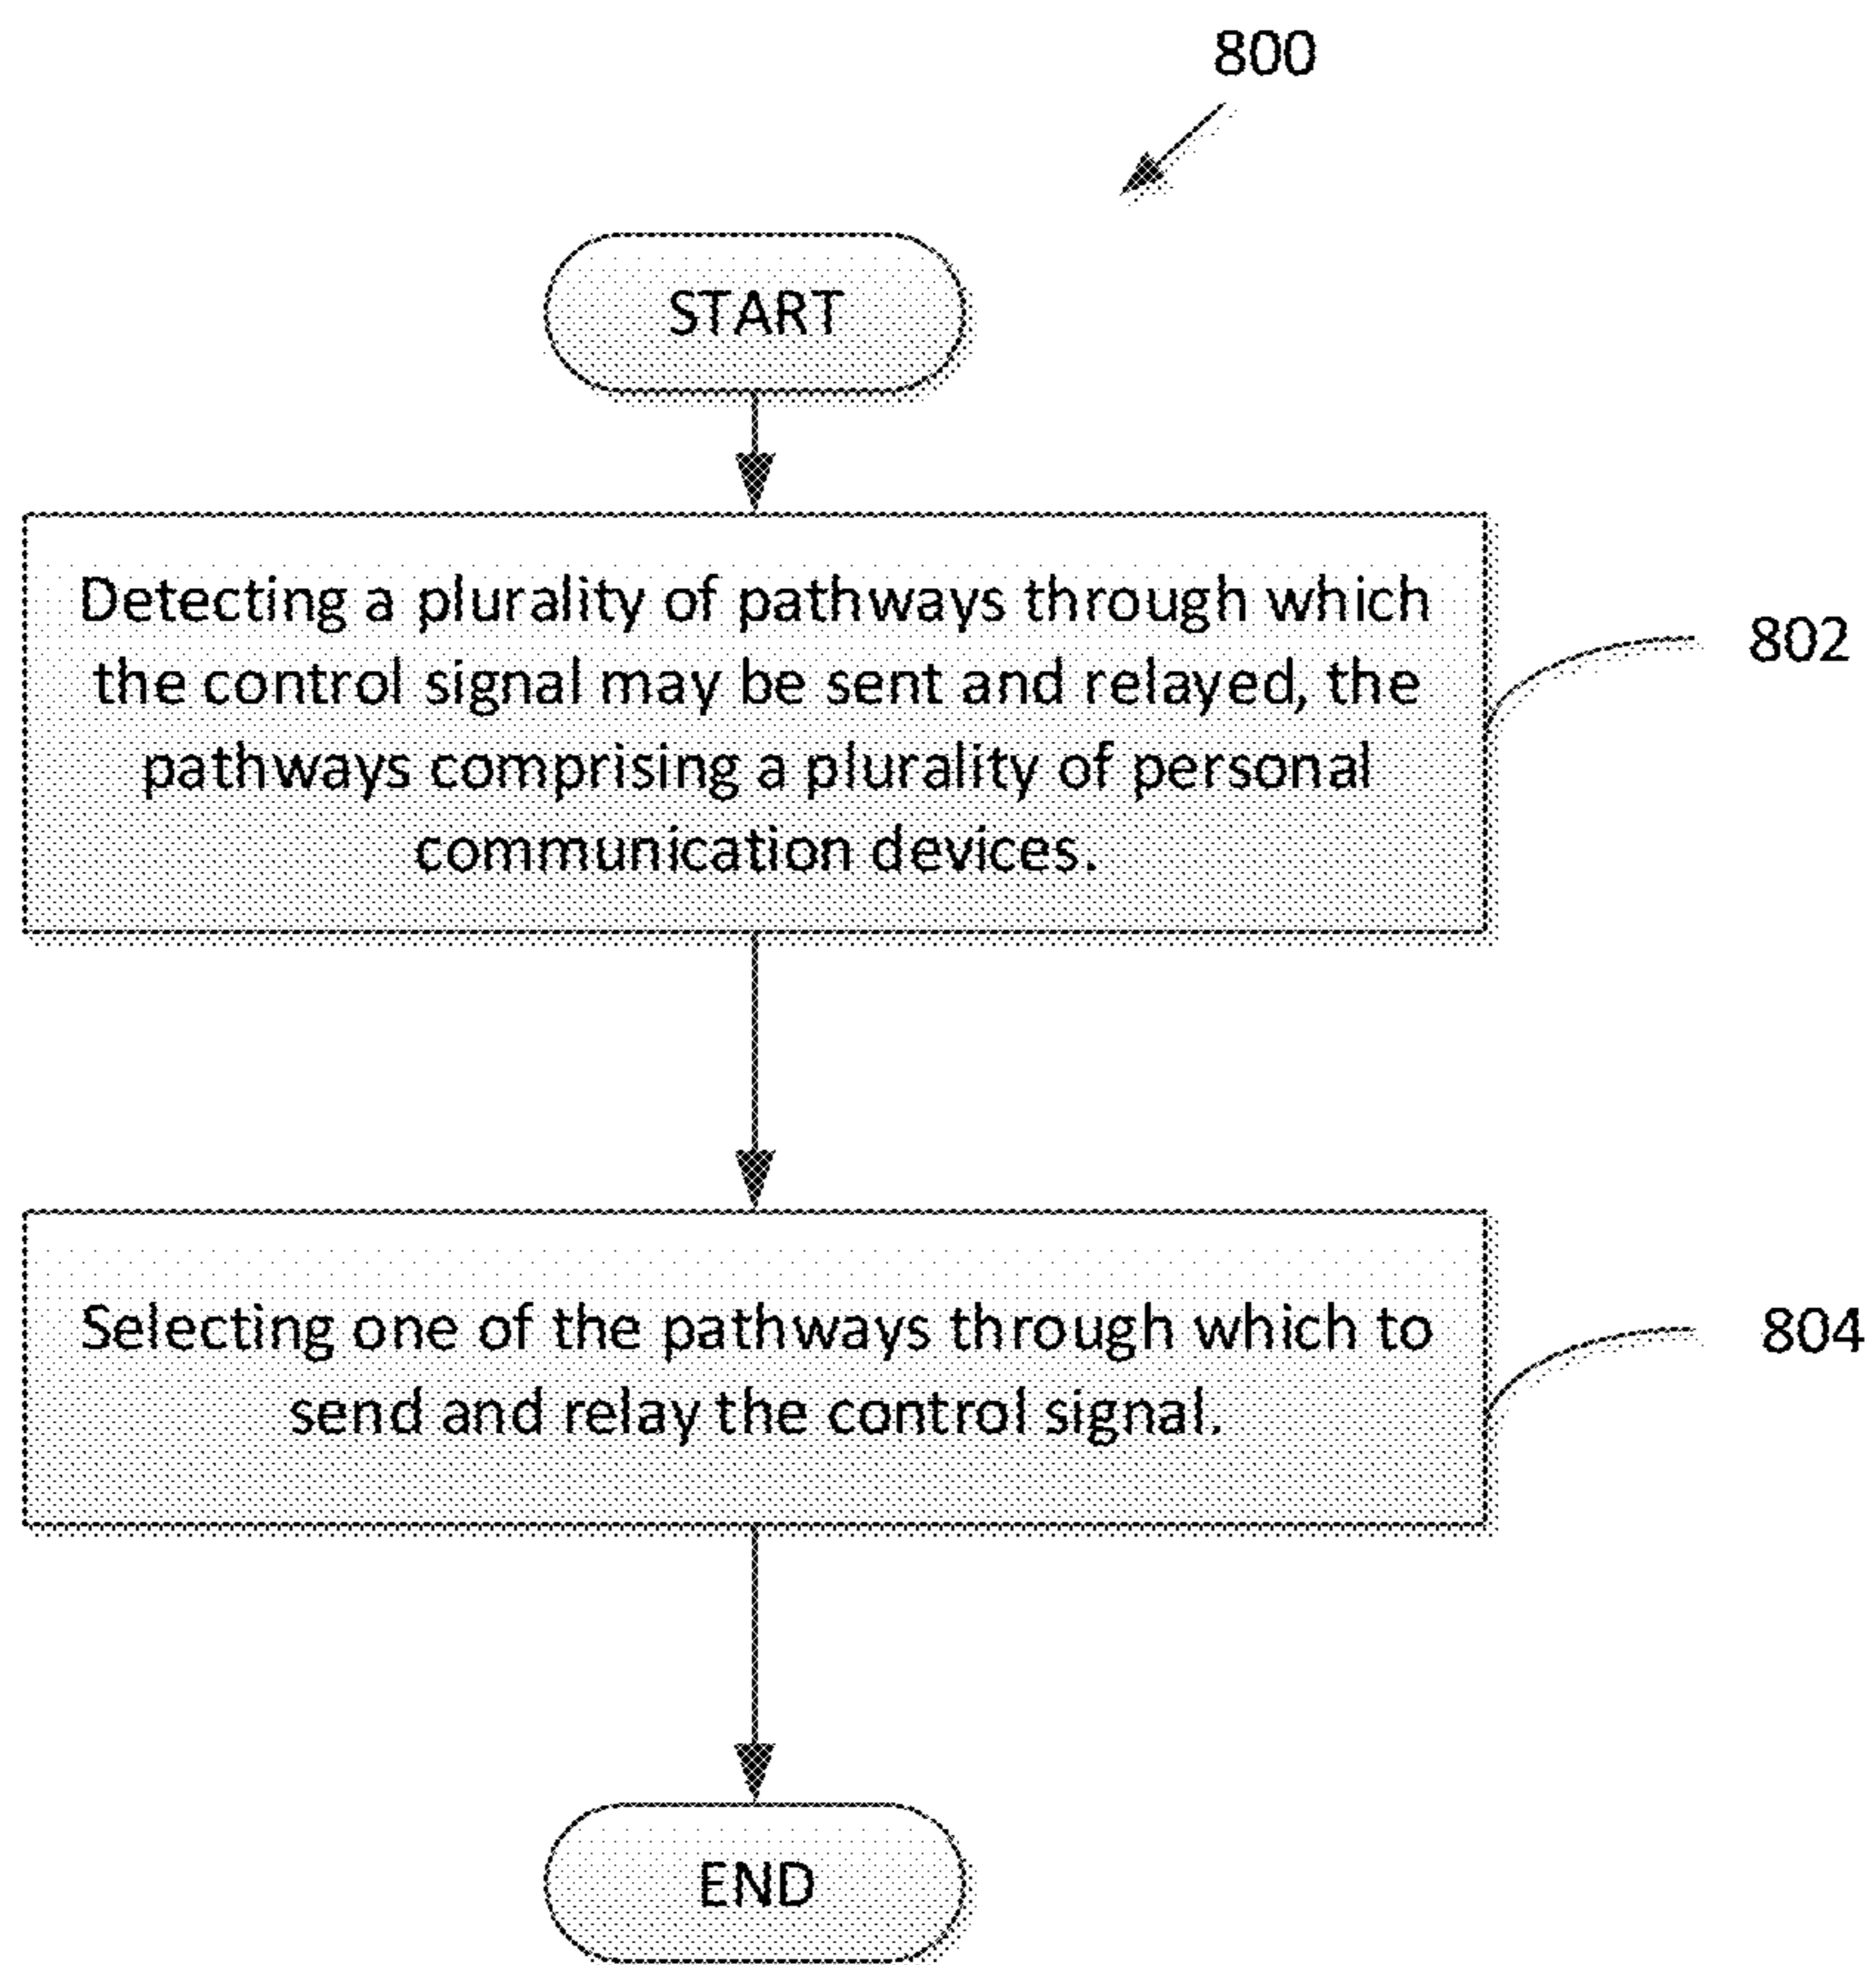 800
START
Detecting a plurality of pathways through which
the control signal may be sent and relayed, the
pathways comprising a plurality of personal
communication devices.
802
Selecting one of the pathways through which to
send and relay the control signal.
804
END